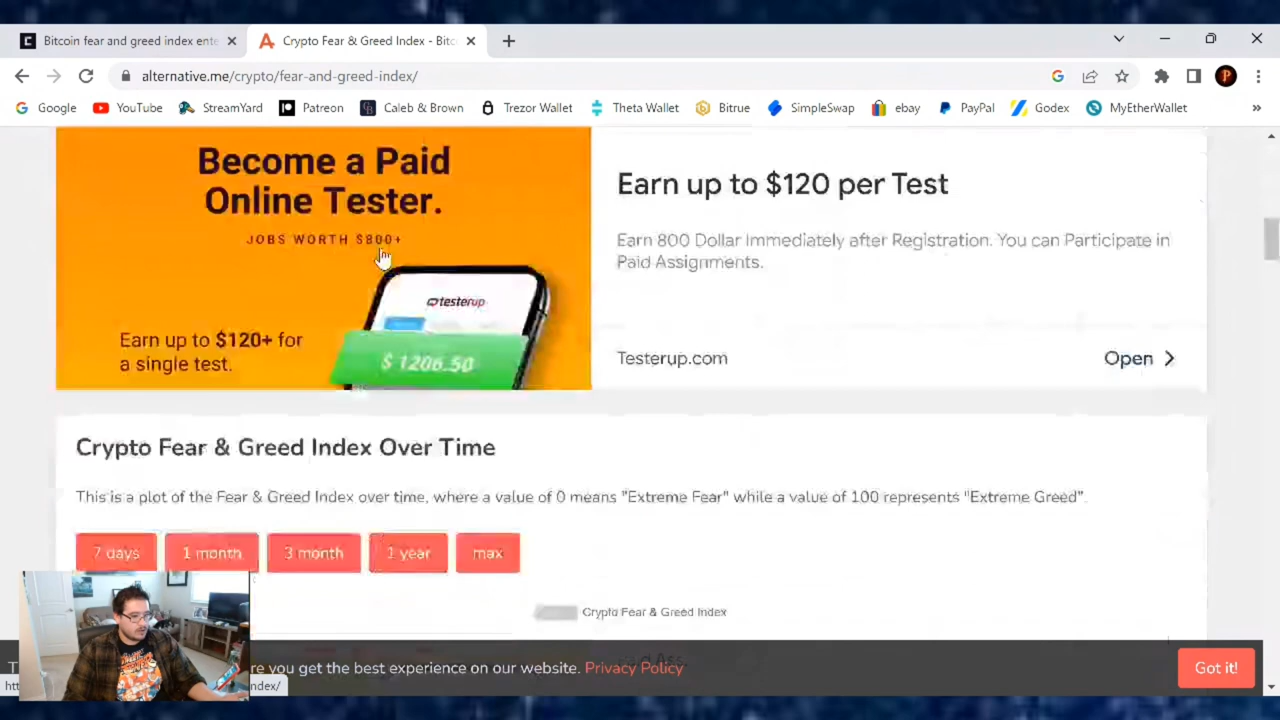 Bitcoin fear and greed index ente
Crypto Fear & Greed Index - Bitc
alternative.me/crypto/fear-and-greed-index/
Google YouTube StreamYard Patreon Caleb & Brown Trezor Wallet Theta Wallet Bitrue SimpleSwap ebay PayPal Godex MyEtherWallet »
Become a Paid
Online Tester.
JOBS WORTH $800+
testerup
$ 1206.50
Earn up to $120+ for
a single test.
Earn up to $120 per Test
Earn 800 Dollar Immediately after Registration. You can Participate in
Paid Assignments.
Testerup.com
Open
Crypto Fear & Greed Index Over Time
This is a plot of the Fear & Greed Index over time, where a value of 0 means "Extreme Fear" while a value of 100 represents "Extreme Greed".
7 days 1 month 3 month 1 year max
Crypto Fear & Greed Index
re you get the best experience on our website. Privacy Policy
Got it!
ndex/